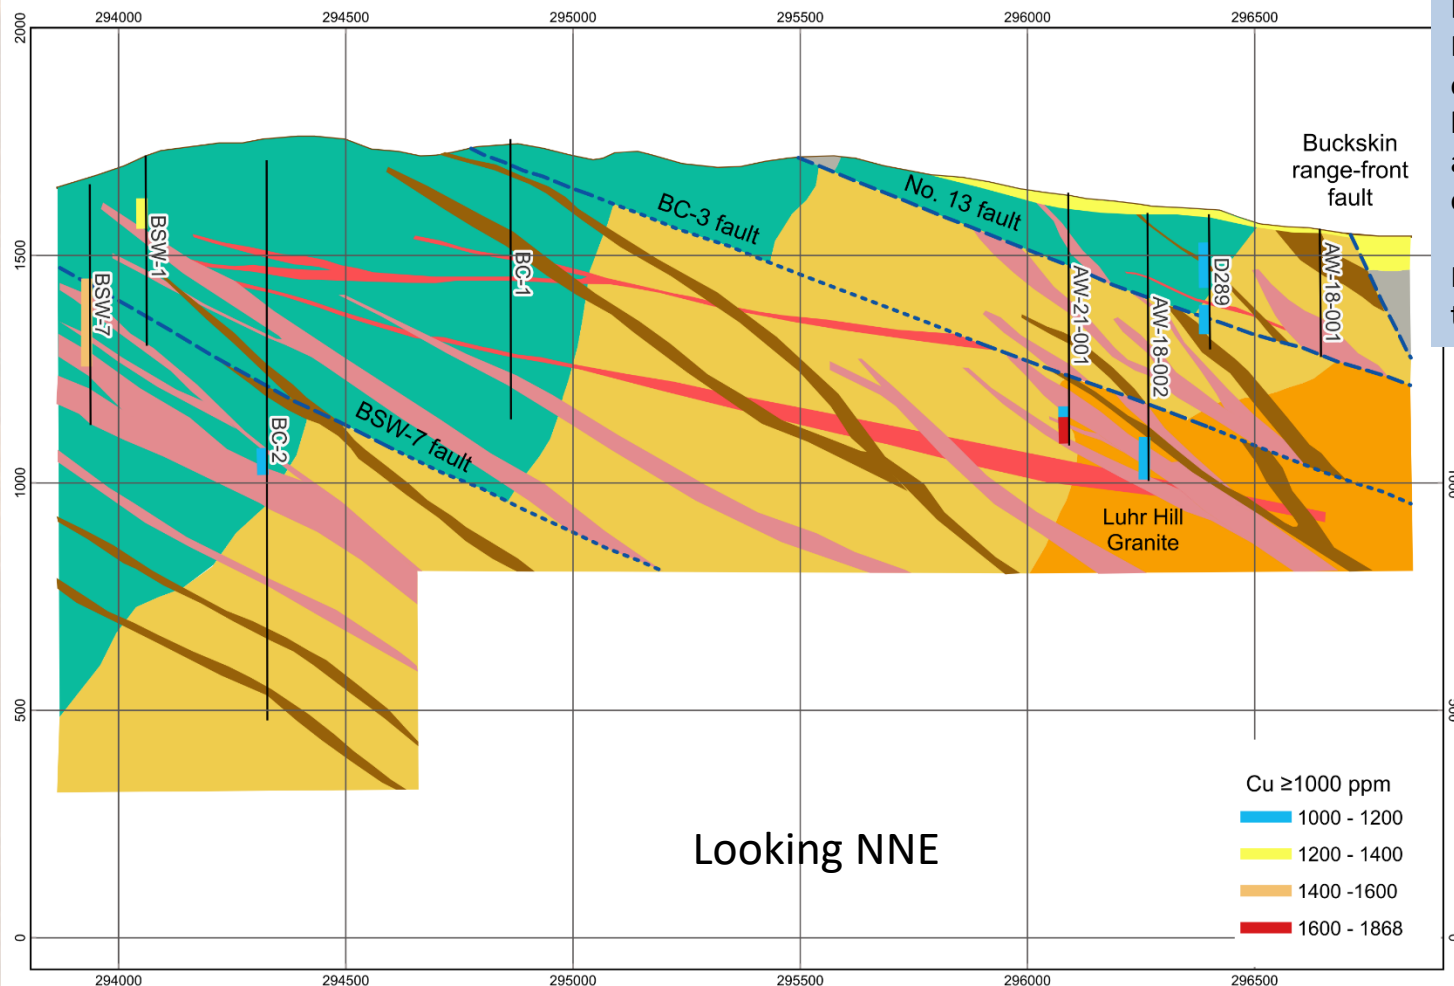 294000
294500
295000
295500
296000
296500
2000
1500
1000
500
0
Buckskin
range-front
fault
No. 13 fault
BC-3 fault
BSW-7 fault
BSW-7
BSW-1
BC-2
BC-1
AW-21-001
AW-18-002
D289
AW-18-001
Luhr Hill
Granite
Looking NNE
Cu ≥1000 ppm
1000 - 1200
1200 - 1400
1400 -1600
1600 - 1868
294000
294500
295000
295500
296000
296500